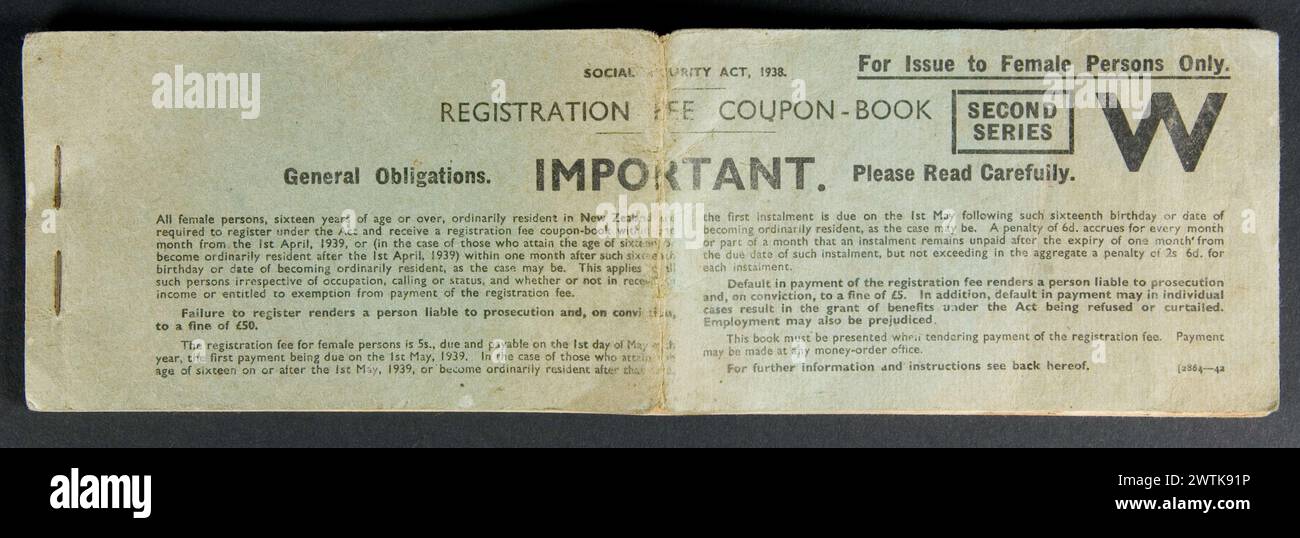 For Issue to Female Persons Only.
SOCIAL URITY ACT, 1938.
REGISTRATION FEE COUPON-BOOK
SECOND
SERIES
W
General Obligations. IMPORTANT. Please Read Carefully.
All female persons, sixteen years of age or over, ordinarily resident in New Zealand are
required to register under the Act and receive a registration fee coupon-book within one
month from the 1st April, 1939, or (in the case of those who attain the age of sixteen or
become ordinarily resident after the 1st April, 1939) within one month after such sixteenth
birthday or date of becoming ordinarily resident, as the case may be. This applies all
such persons irrespective of occupation, calling or status, and whether or not in rece
income or entitled to exemption from payment of the registration fee.
Failure to register renders a person liable to prosecution and, on conviction,
to a fine of £50.
The registration fee for female persons is 5s., due and payable on the 1st day of May each
year, the first payment being due on the 1st May, 1939. In the case of those who attain
age of sixteen on or after the 1st May, 1939, or become ordinarily resident after that
the first instalment is due on the 1st May following such sixteenth birthday or date of
becoming ordinarily resident, as the case may be. A penalty of 6d. accrues for every month
or part of a month that an instalment remains unpaid after the expiry of one month from
the due date of such instalment, but not exceeding in the aggregate a penalty of 2s 6d. for
each instalment.
Default in payment of the registration fee renders a person liable to prosecution
and, on conviction, to a fine of £5. In addition, default in payment may in individual
cases result in the grant of benefits under the Act being refused or curtailed.
Employment may also be prejudiced.
This book must be presented when tendering payment of the registration fee. Payment
may be made at any money-order office.
For further information and instructions see back hereof. [2864—42
alamy
Image ID: 2WTK91P
www.alamy.com